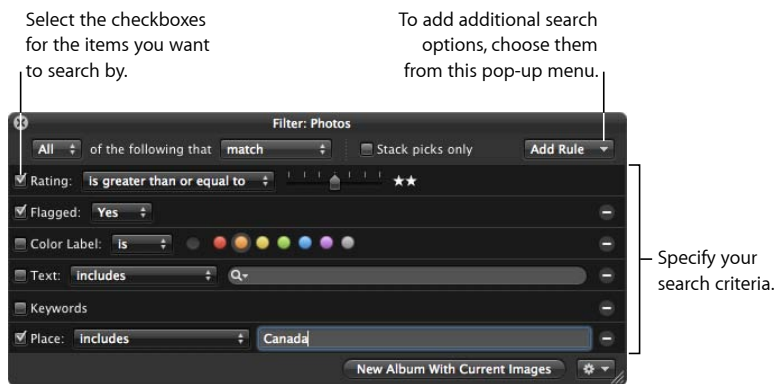 Select the checkboxes
for the items you want
to search by.
To add additional search
options, choose them
from this pop-up menu.
Filter: Photos
All of the following that match Stack picks only Add Rule
Rating: is greater than or equal to ★★
Flagged: Yes
Color Label: is
Text: includes
Keywords
Place: includes Canada
Specify your
search criteria.
New Album With Current Images